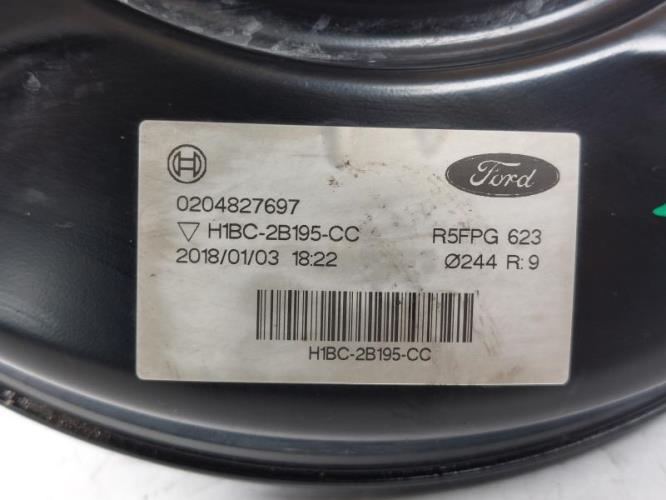 Ford
0204827697
▽ H1BC-2B195-CC R5FPG 623
2018/01/03 18:22 Ø244 R:9
H1BC-2B195-CC